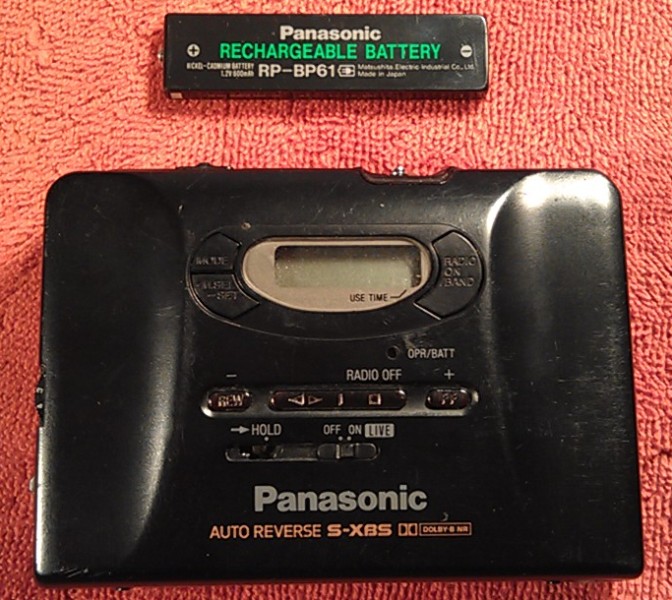 Panasonic
+ RECHARGEABLE BATTERY -
NICKEL-CADMIUM BATTERY
1.2V 600mAh
RP-BP61
Matsushita Electric Industrial Co., Ltd.
Made in Japan
MODE
SET
RADIO
ON
BAND
USE TIME
OPR/BATT
RADIO OFF
- +
REW
FF
HOLD
OFF ON LIVE
Panasonic
AUTO REVERSE S-XBS DOLBY B NR